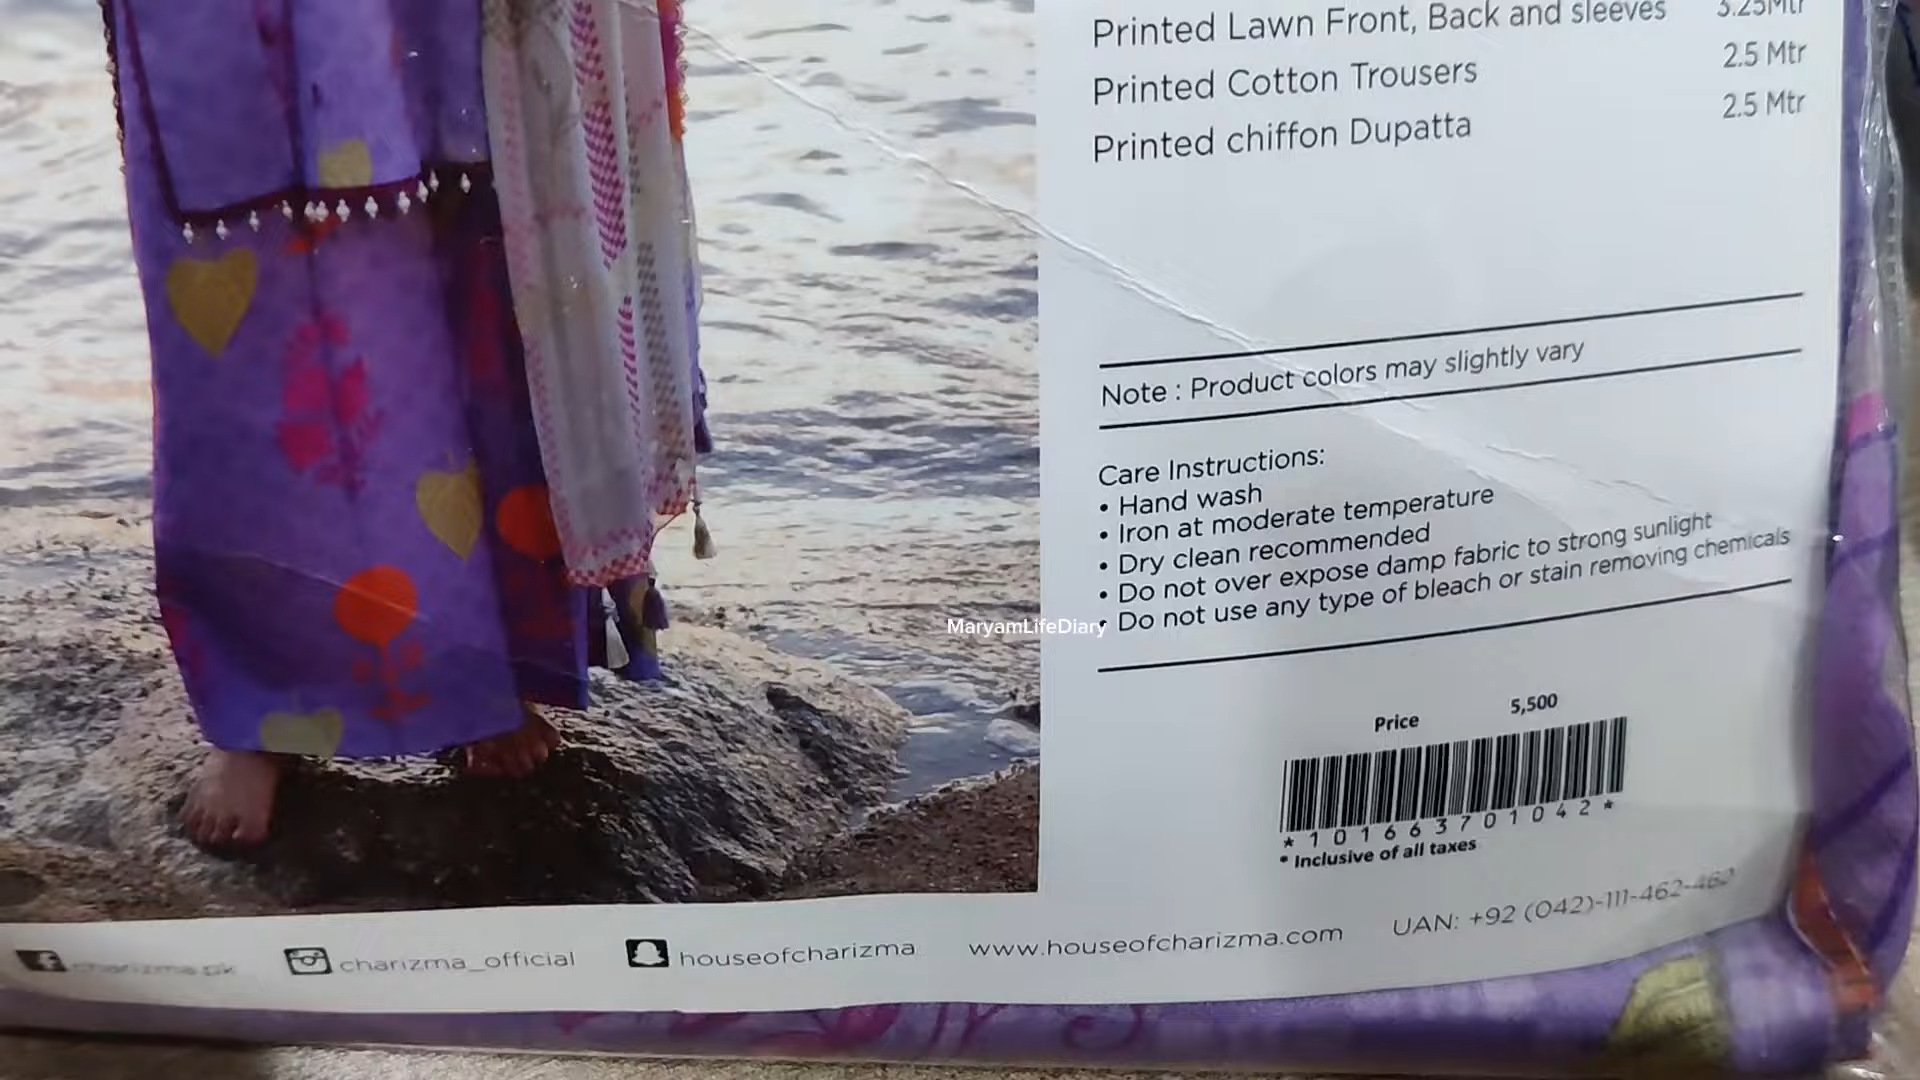 Printed Lawn Front, Back and sleeves 3.25Mtr
Printed Cotton Trousers 2.5 Mtr
Printed chiffon Dupatta 2.5 Mtr
Note : Product colors may slightly vary
Care Instructions:
• Hand wash
• Iron at moderate temperature
• Dry clean recommended
• Do not over expose damp fabric to strong sunlight
• Do not use any type of bleach or stain removing chemicals
MaryamLifeDiary
Price 5,500
* 1 0 1 6 6 3 7 0 1 0 4 2 *
* Inclusive of all taxes
UAN: +92 (042)-111-462-462
charizma.pk charizma_official houseofcharizma www.houseofcharizma.com